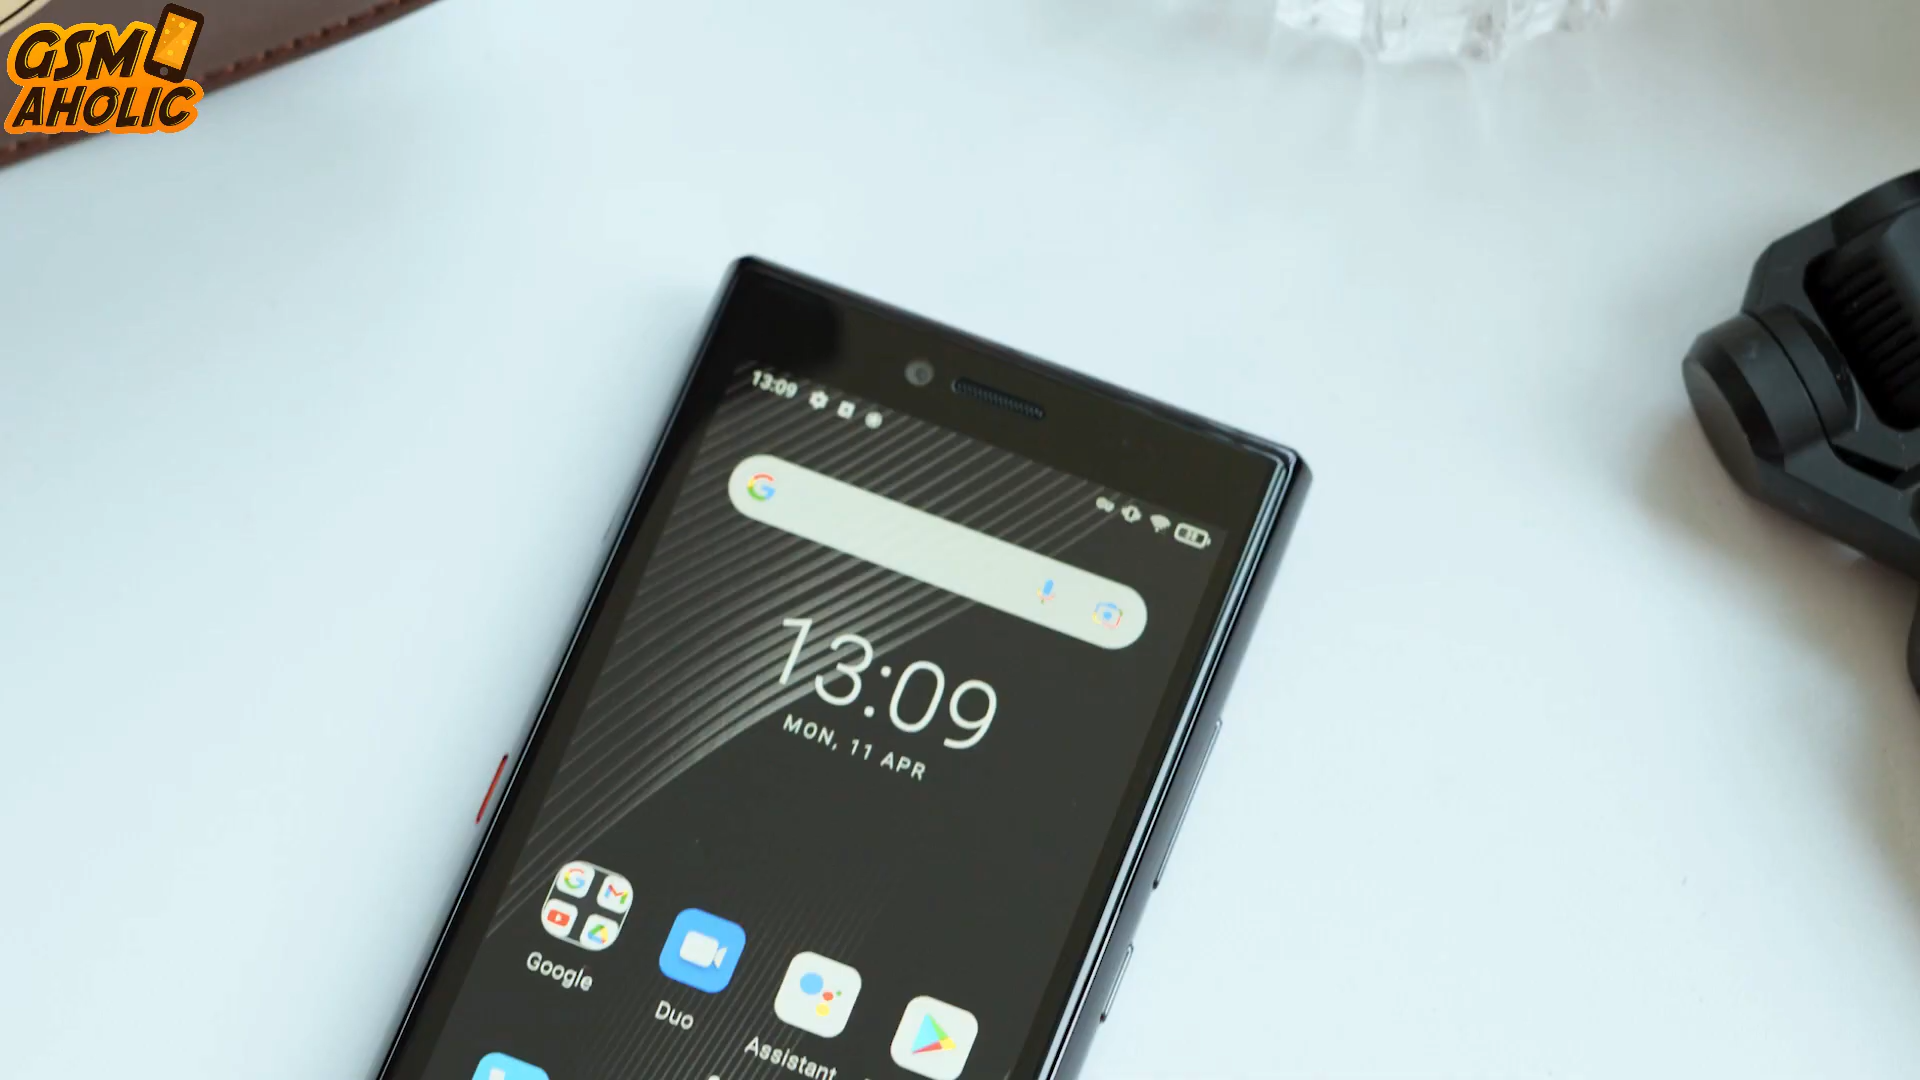 GSM
AHOLIC
13:09
13:09
MON, 11 APR
Google
Duo
Assistant